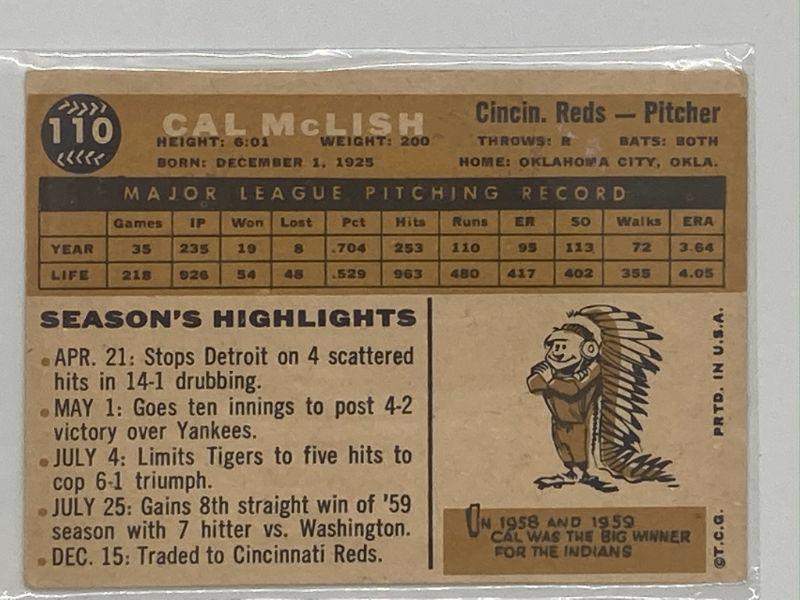 110
CAL McLISH
Cincin. Reds — Pitcher
HEIGHT: 6:01 WEIGHT: 200 THROWS: R BATS: BOTH
BORN: DECEMBER 1, 1925 HOME: OKLAHOMA CITY, OKLA.
MAJOR LEAGUE PITCHING RECORD
Games IP Won Lost Pct Hits Runs ER SO Walks ERA
YEAR 35 235 19 8 .704 253 110 95 113 72 3.64
LIFE 218 926 54 48 .529 963 480 417 402 355 4.05
SEASON'S HIGHLIGHTS
• APR. 21: Stops Detroit on 4 scattered
hits in 14-1 drubbing.
• MAY 1: Goes ten innings to post 4-2
victory over Yankees.
• JULY 4: Limits Tigers to five hits to
cop 6-1 triumph.
• JULY 25: Gains 8th straight win of '59
season with 7 hitter vs. Washington.
• DEC. 15: Traded to Cincinnati Reds.
IN 1958 AND 1959
CAL WAS THE BIG WINNER
FOR THE INDIANS
©T.C.G. PRTD. IN U.S.A.